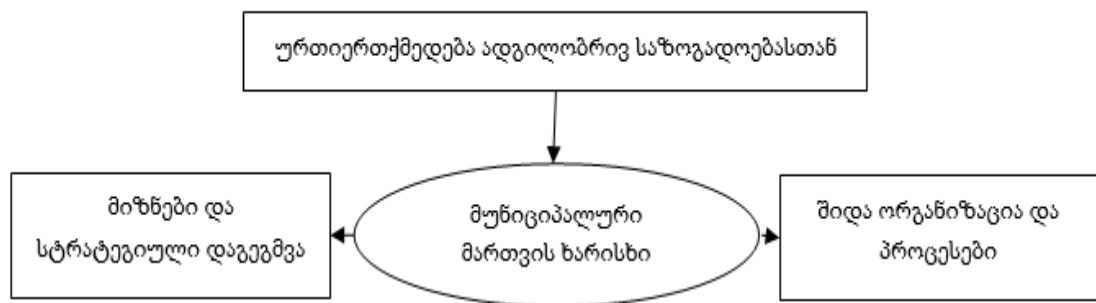 ურთიერთქმედება ადგილობრივ საზოგადოებასთან
მიზნები და
სტრატეგიული დაგეგმვა
მუნიციპალური
მართვის ხარისხი
შიდა ორგანიზაცია და
პროცესები